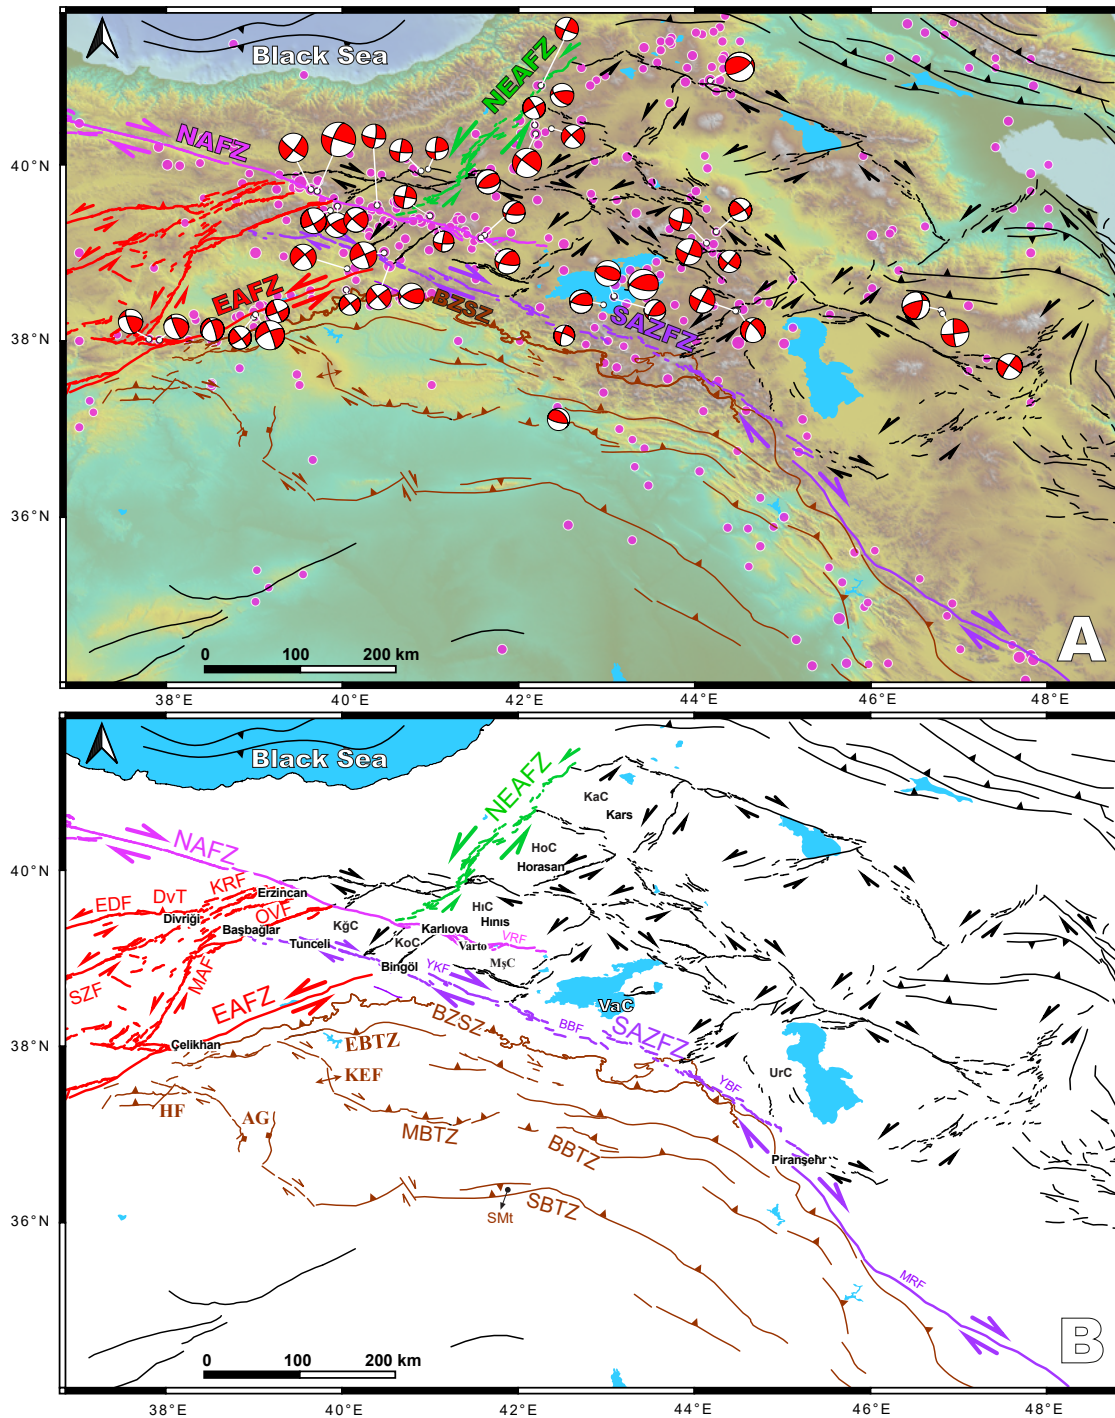 Black Sea
NEAFZ
NAFZ
40°N
EAFZ
BZSZ
SAZFZ
38°N
36°N
0 100 200 km
A
38°E 40°E 42°E 44°E 46°E 48°E
Black Sea
NEAFZ
KaC
Kars
NAFZ
HoC
Horasan
40°N
KRF
Erzincan
DvT
EDF
Divriği
OVF
HıC
Hınıs
Başbağlar
KğC
Karlıova
VRF
Tunceli
KoC
Varto
MşC
Bingöl
YKF
MAF
SZF
EAFZ
VaC
BZSZ
BBF
SAZFZ
38°N
Çelikhan
EBTZ
KEF
UrC
YBF
HF
AG
MBTZ
BBTZ
Piranşehr
SBTZ
SMt
36°N
MRF
B
0 100 200 km
38°E 40°E 42°E 44°E 46°E 48°E